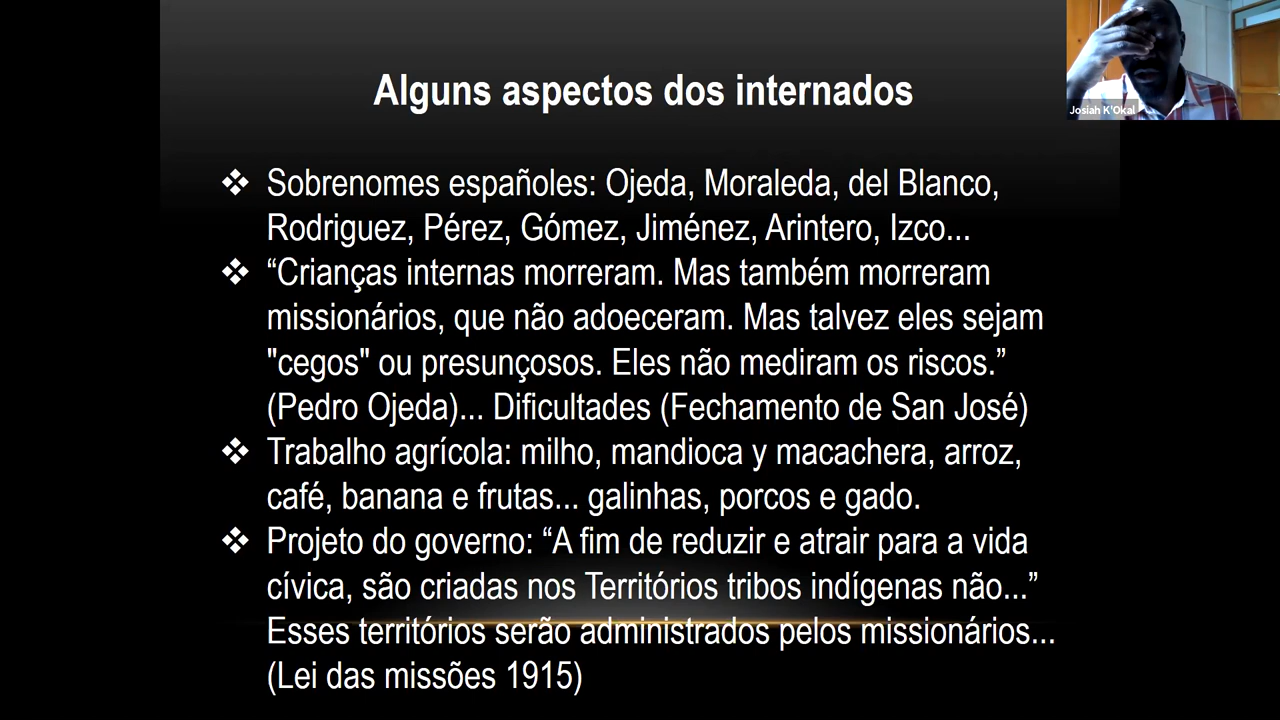 Alguns aspectos dos internados
Josiah K'Okal
❖ Sobrenomes españoles: Ojeda, Moraleda, del Blanco,
Rodriguez, Pérez, Gómez, Jiménez, Arintero, Izco...
❖ “Crianças internas morreram. Mas também morreram
missionários, que não adoeceram. Mas talvez eles sejam
"cegos" ou presunçosos. Eles não mediram os riscos.”
(Pedro Ojeda)... Dificultades (Fechamento de San José)
❖ Trabalho agrícola: milho, mandioca y macachera, arroz,
café, banana e frutas... galinhas, porcos e gado.
❖ Projeto do governo: “A fim de reduzir e atrair para a vida
cívica, são criadas nos Territórios tribos indígenas não...”
Esses territórios serão administrados pelos missionários...
(Lei das missões 1915)